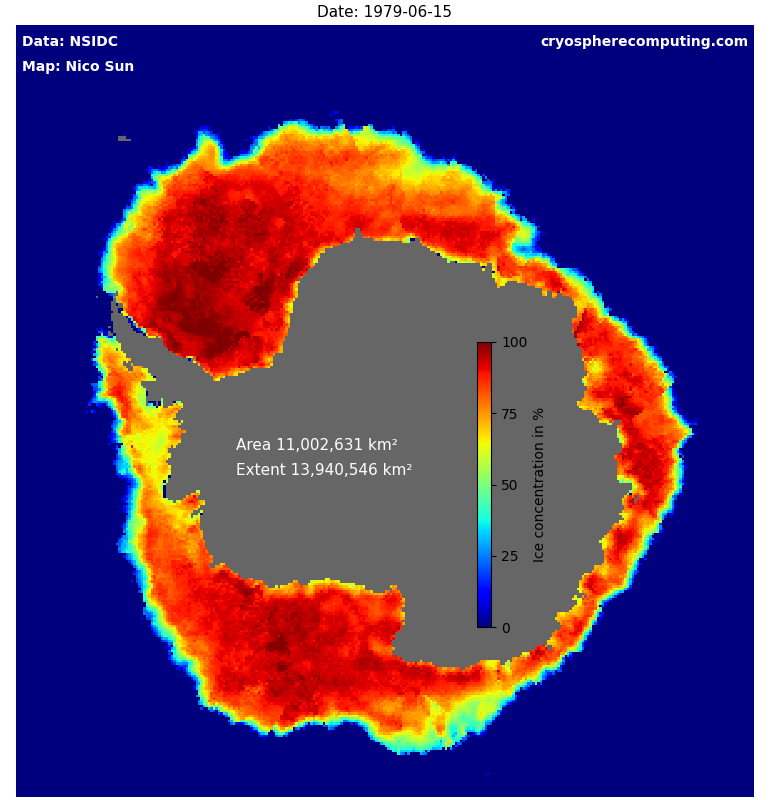 Date: 1979-06-15
Data: NSIDC
cryospherecomputing.com
Map: Nico Sun
Area 11,002,631 km²
Extent 13,940,546 km²
100
75
50
25
0
Ice concentration in %